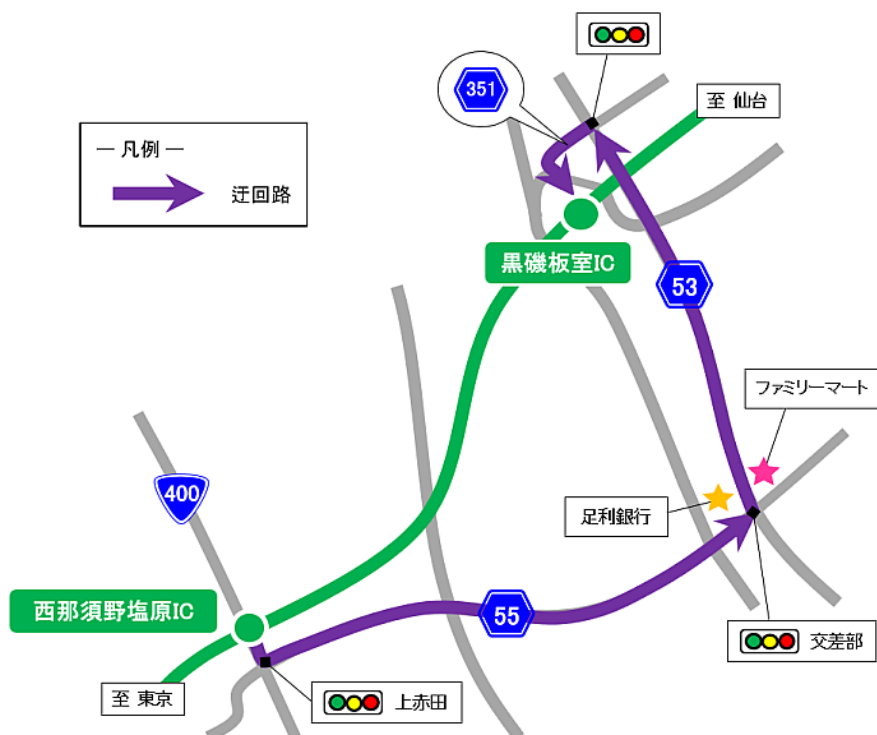 351
至 仙台
― 凡例 ―
迂回路
黒磯板室IC
53
ファミリーマート
400
足利銀行
西那須野塩原IC
55
交差部
至 東京
上赤田